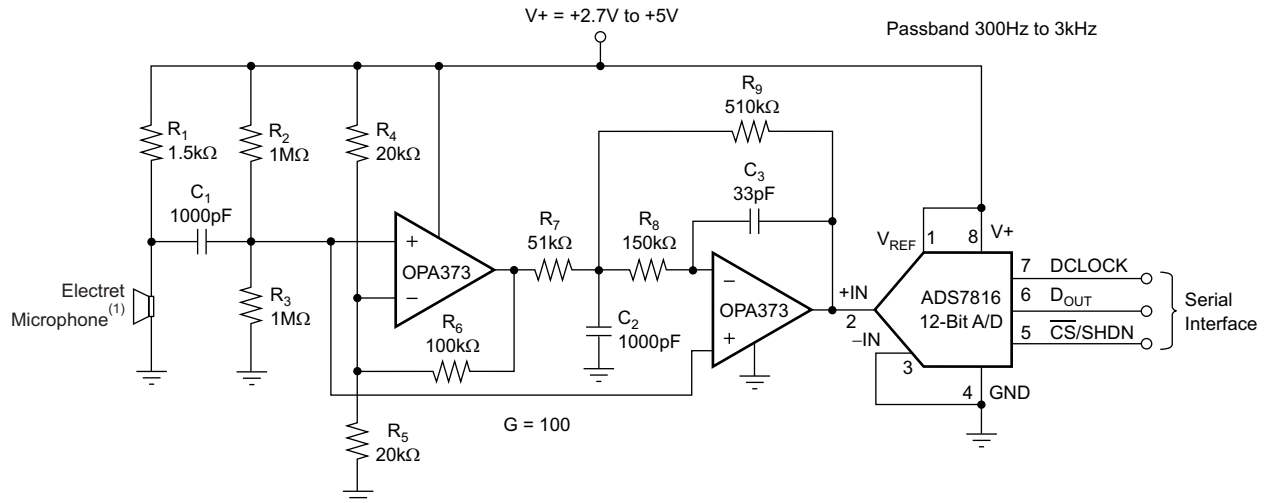 V+ = +2.7V to +5V
Passband 300Hz to 3kHz
R1
1.5kΩ
R2
1MΩ
R4
20kΩ
R9
510kΩ
C3
33pF
C1
1000pF
R7
51kΩ
R8
150kΩ
VREF
1
8
V+
+
OPA373
−
−
OPA373
+
+IN
2
−IN
3
ADS7816
12-Bit A/D
7
DCLOCK
6
DOUT
5
CS/SHDN
Serial
Interface
4
GND
Electret
Microphone(1)
R3
1MΩ
R6
100kΩ
C2
1000pF
G = 100
R5
20kΩ